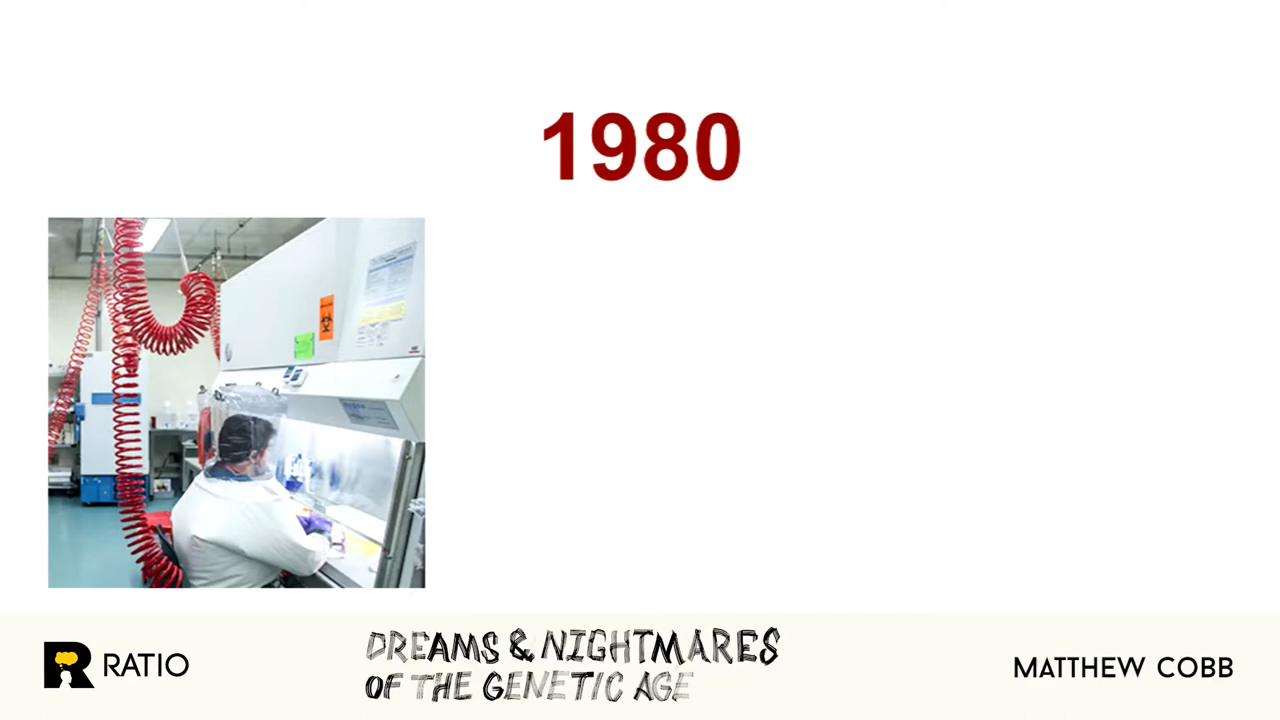 1980
RATIO
DREAMS & NIGHTMARES
OF THE GENETIC AGE
MATTHEW COBB